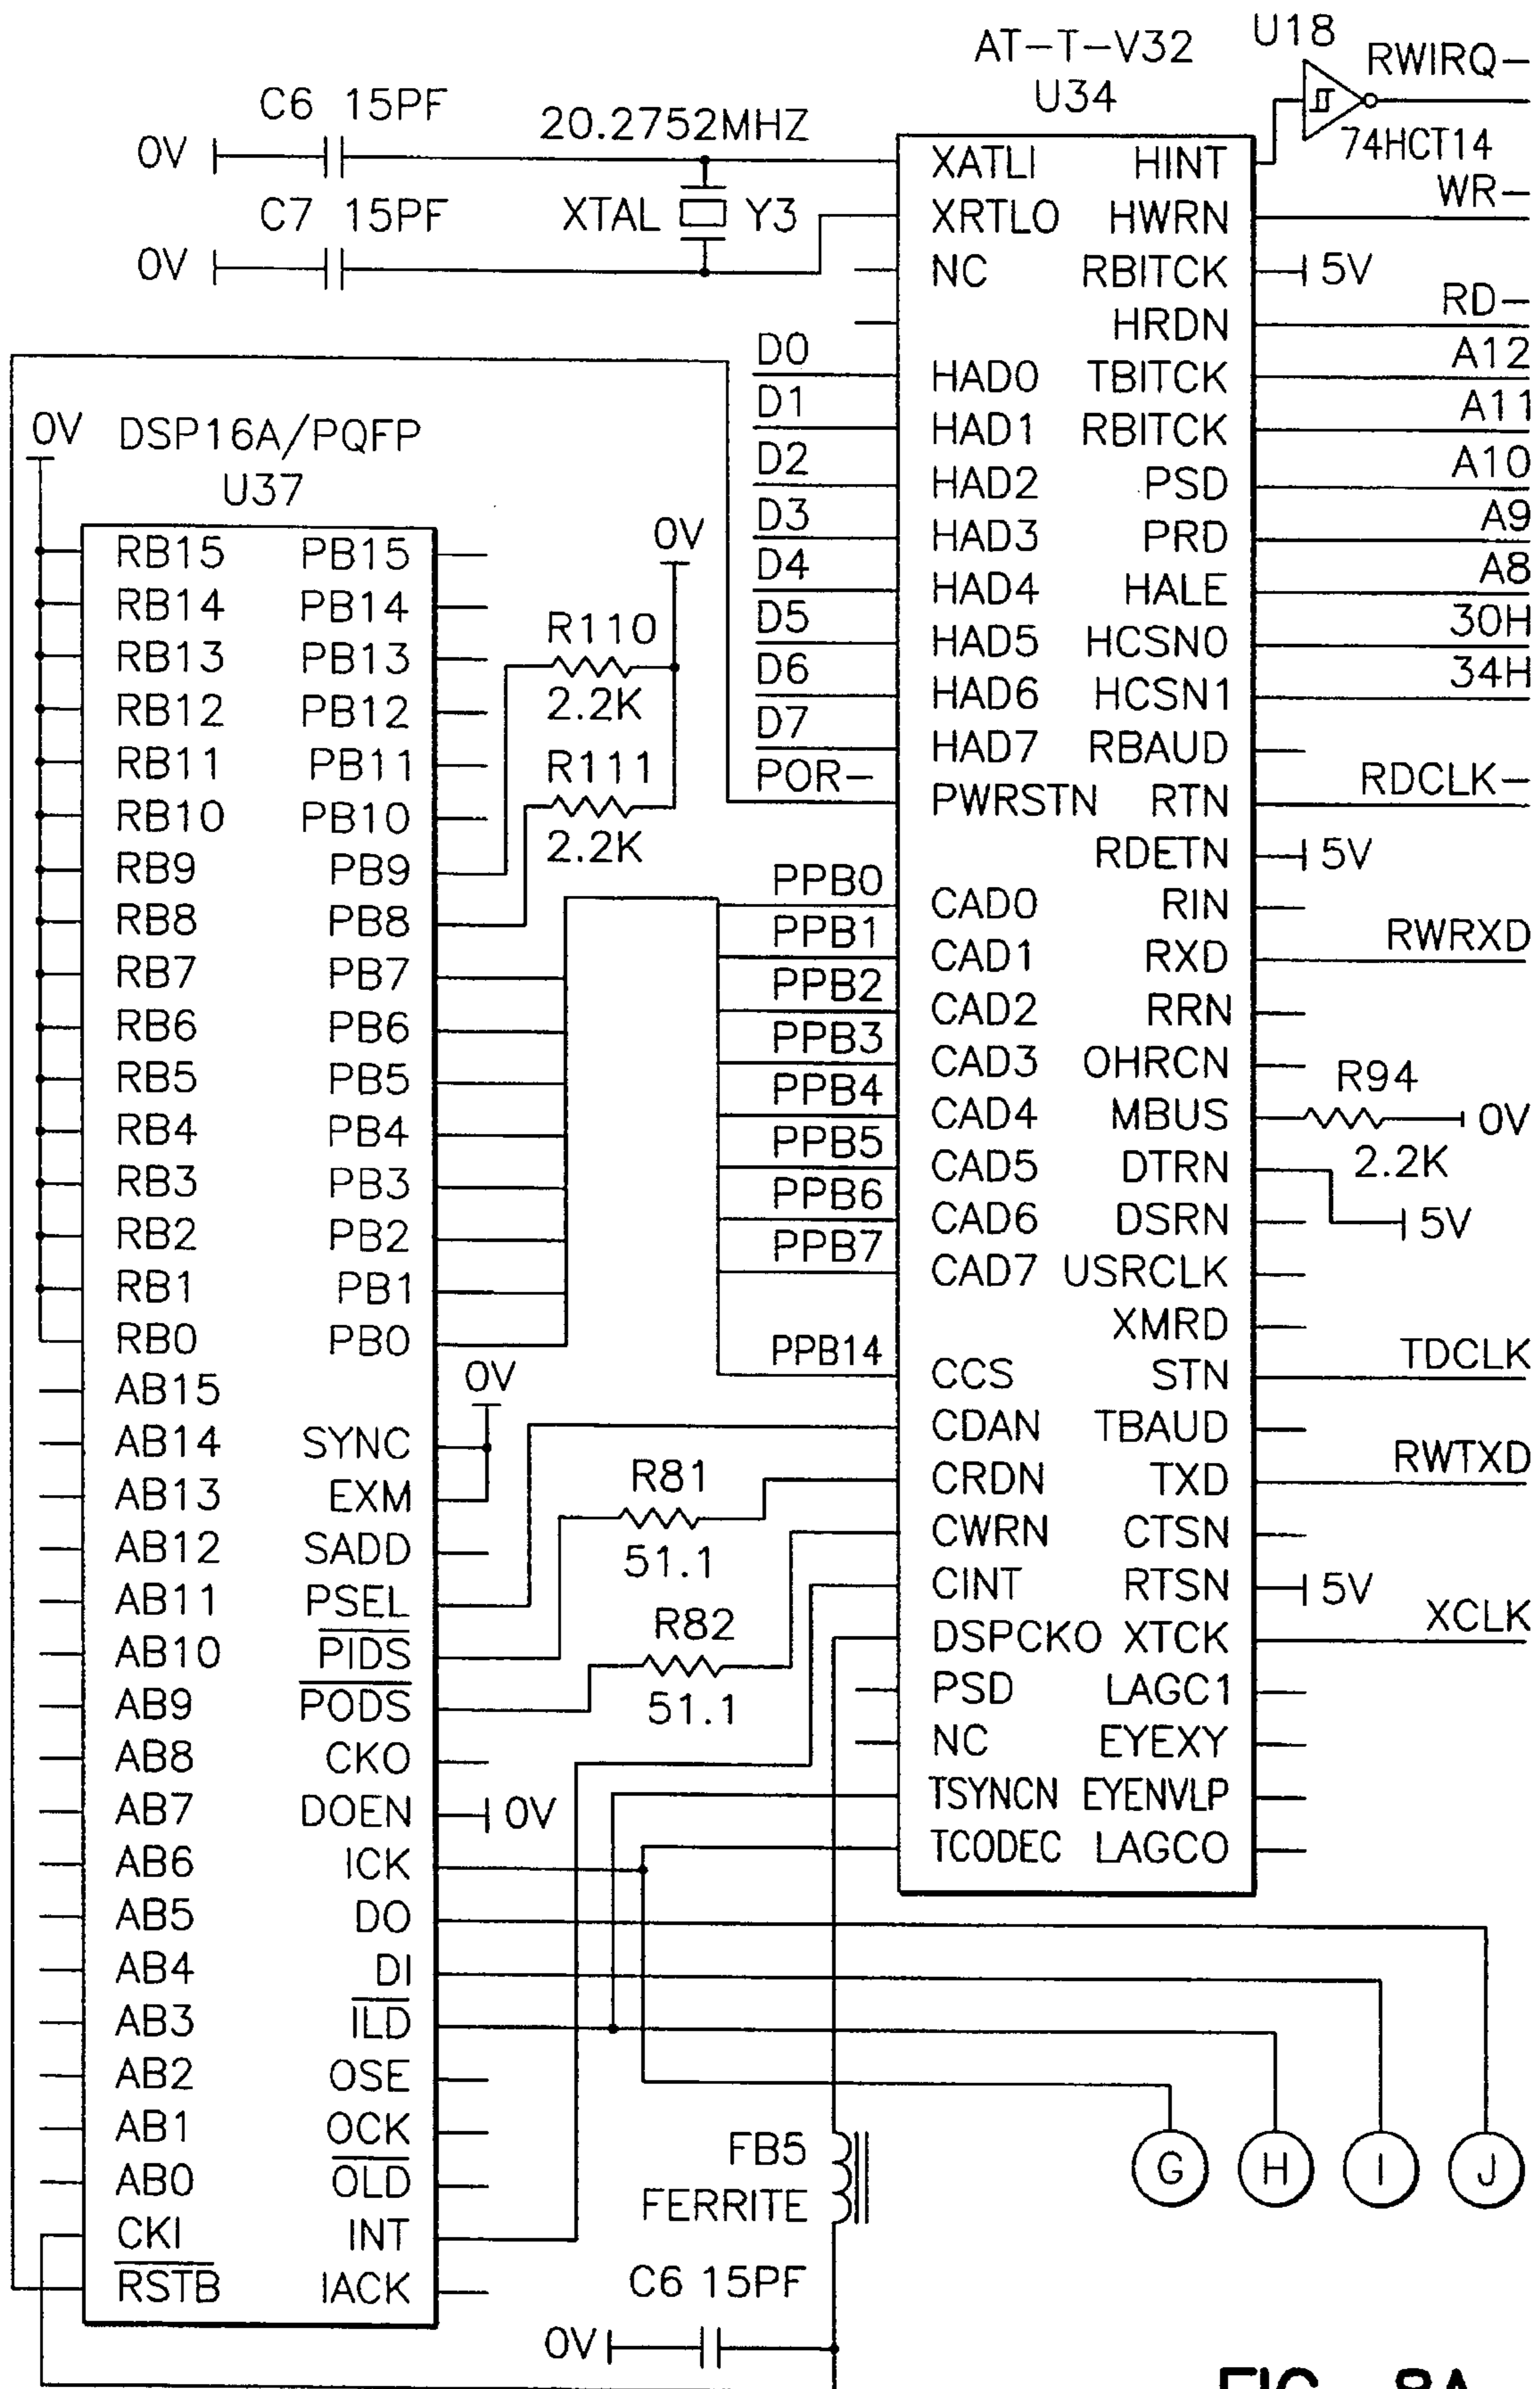 AT-T-V32
U34
U18
RWIRQ-
74HCT14
C6 15PF
0V
20.2752MHZ
C7 15PF
0V
XTAL
Y3
XATLI HINT
XRTLO HWRN
WR-
NC RBITCK
5V
HRDN
RD-
D0
HAD0 TBITCK
A12
D1
HAD1 RBITCK
A11
D2
HAD2 PSD
A10
D3
HAD3 PRD
A9
D4
HAD4 HALE
A8
D5
HAD5 HCSN0
30H
D6
HAD6 HCSN1
34H
D7
HAD7 RBAUD
POR-
PWRSTN RTN
RDCLK-
RDETN
5V
PPB0
CAD0 RIN
PPB1
CAD1 RXD
RWRXD
PPB2
CAD2 RRN
PPB3
CAD3 OHRCN
PPB4
CAD4 MBUS
R94
2.2K
0V
PPB5
CAD5 DTRN
5V
PPB6
CAD6 DSRN
PPB7
CAD7 USRCLK
XMRD
PPB14
CCS STN
TDCLK
CDAN TBAUD
CRDN TXD
RWTXD
CWRN CTSN
CINT RTSN
5V
DSPCKO XTCK
XCLK
PSD LAGC1
NC EYEXY
TSYNCN EYENVLP
TCODEC LAGCO
0V
DSP16A/PQFP
U37
RB15 PB15
RB14 PB14
RB13 PB13
RB12 PB12
RB11 PB11
RB10 PB10
RB9 PB9
RB8 PB8
RB7 PB7
RB6 PB6
RB5 PB5
RB4 PB4
RB3 PB3
RB2 PB2
RB1 PB1
RB0 PB0
AB15
AB14 SYNC
AB13 EXM
AB12 SADD
AB11 PSEL
AB10 PIDS
AB9 PODS
AB8 CKO
AB7 DOEN
0V
AB6 ICK
AB5 DO
AB4 DI
AB3 ILD
AB2 OSE
AB1 OCK
AB0 OLD
CKI INT
RSTB IACK
0V
R110
2.2K
R111
2.2K
0V
R81
51.1
R82
51.1
FB5
FERRITE
C6 15PF
0V
G H I J
FIG. 8A